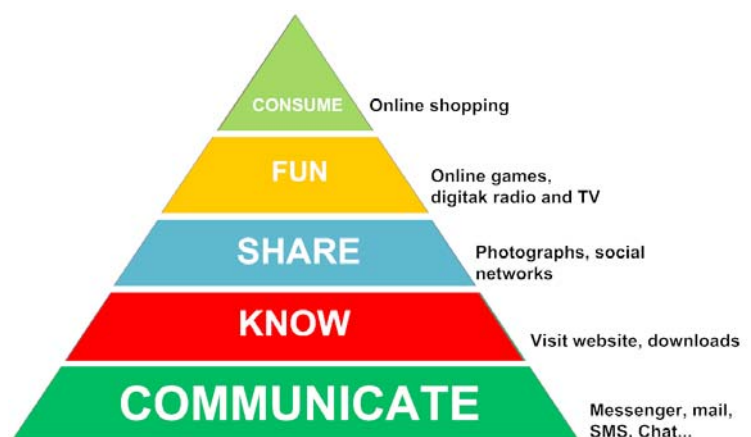 CONSUME
Online shopping
FUN
Online games,
digitak radio and TV
SHARE
Photographs, social
networks
KNOW
Visit website, downloads
COMMUNICATE
Messenger, mail,
SMS, Chat...